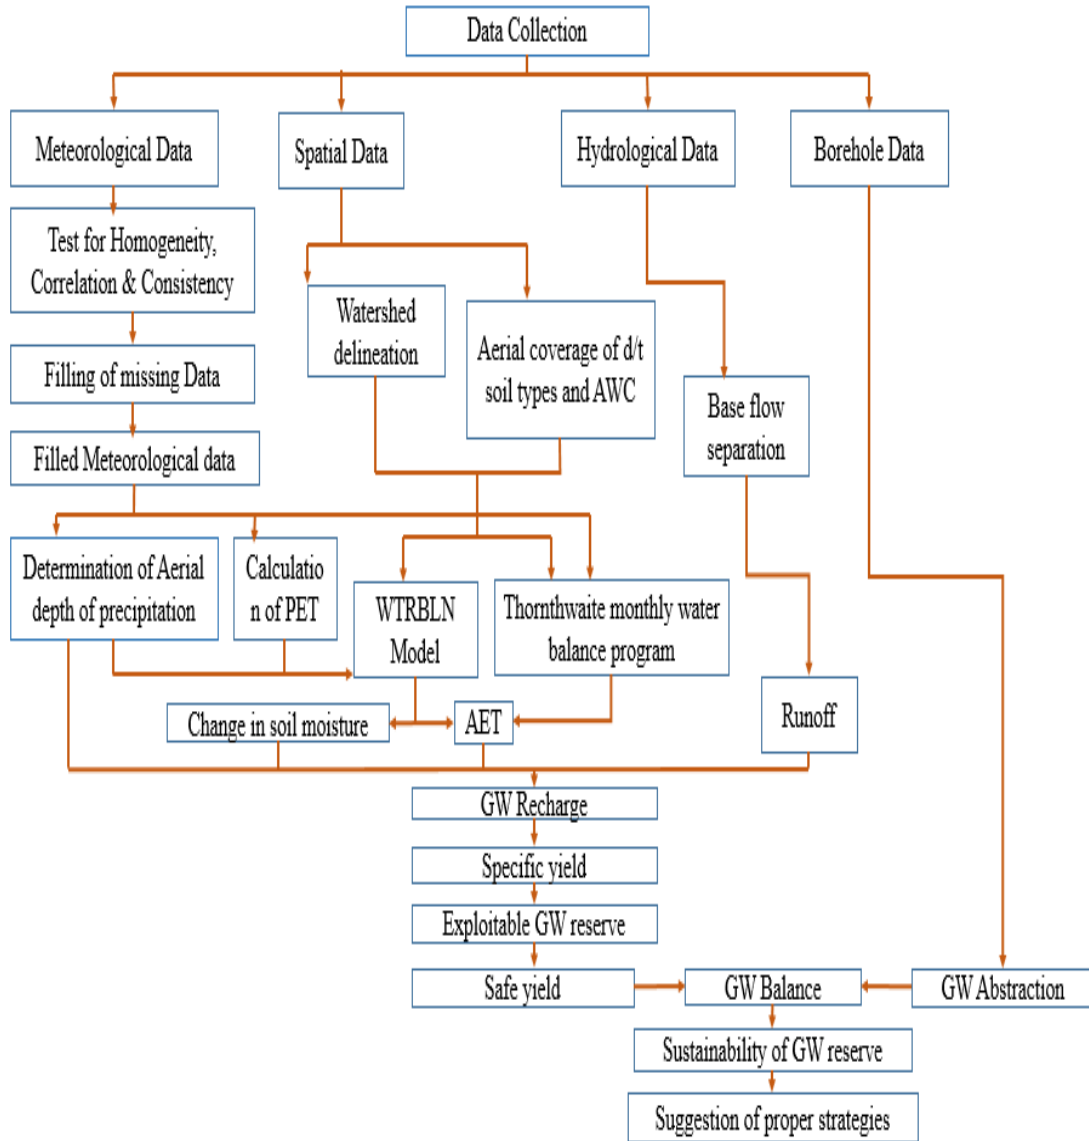 Data Collection
Meteorological Data
Spatial Data
Hydrological Data
Borehole Data
Test for Homogeneity,
Correlation & Consistency
Watershed
delineation
Aerial coverage of d/t
soil types and AWC
Filling of missing Data
Base flow
separation
Filled Meteorological data
Determination of Aerial
depth of precipitation
Calculatio
n of PET
WTRBLN
Model
Thornthwaite monthly water
balance program
Change in soil moisture
AET
Runoff
GW Recharge
Specific yield
Exploitable GW reserve
Safe yield
GW Balance
GW Abstraction
Sustainability of GW reserve
Suggestion of proper strategies